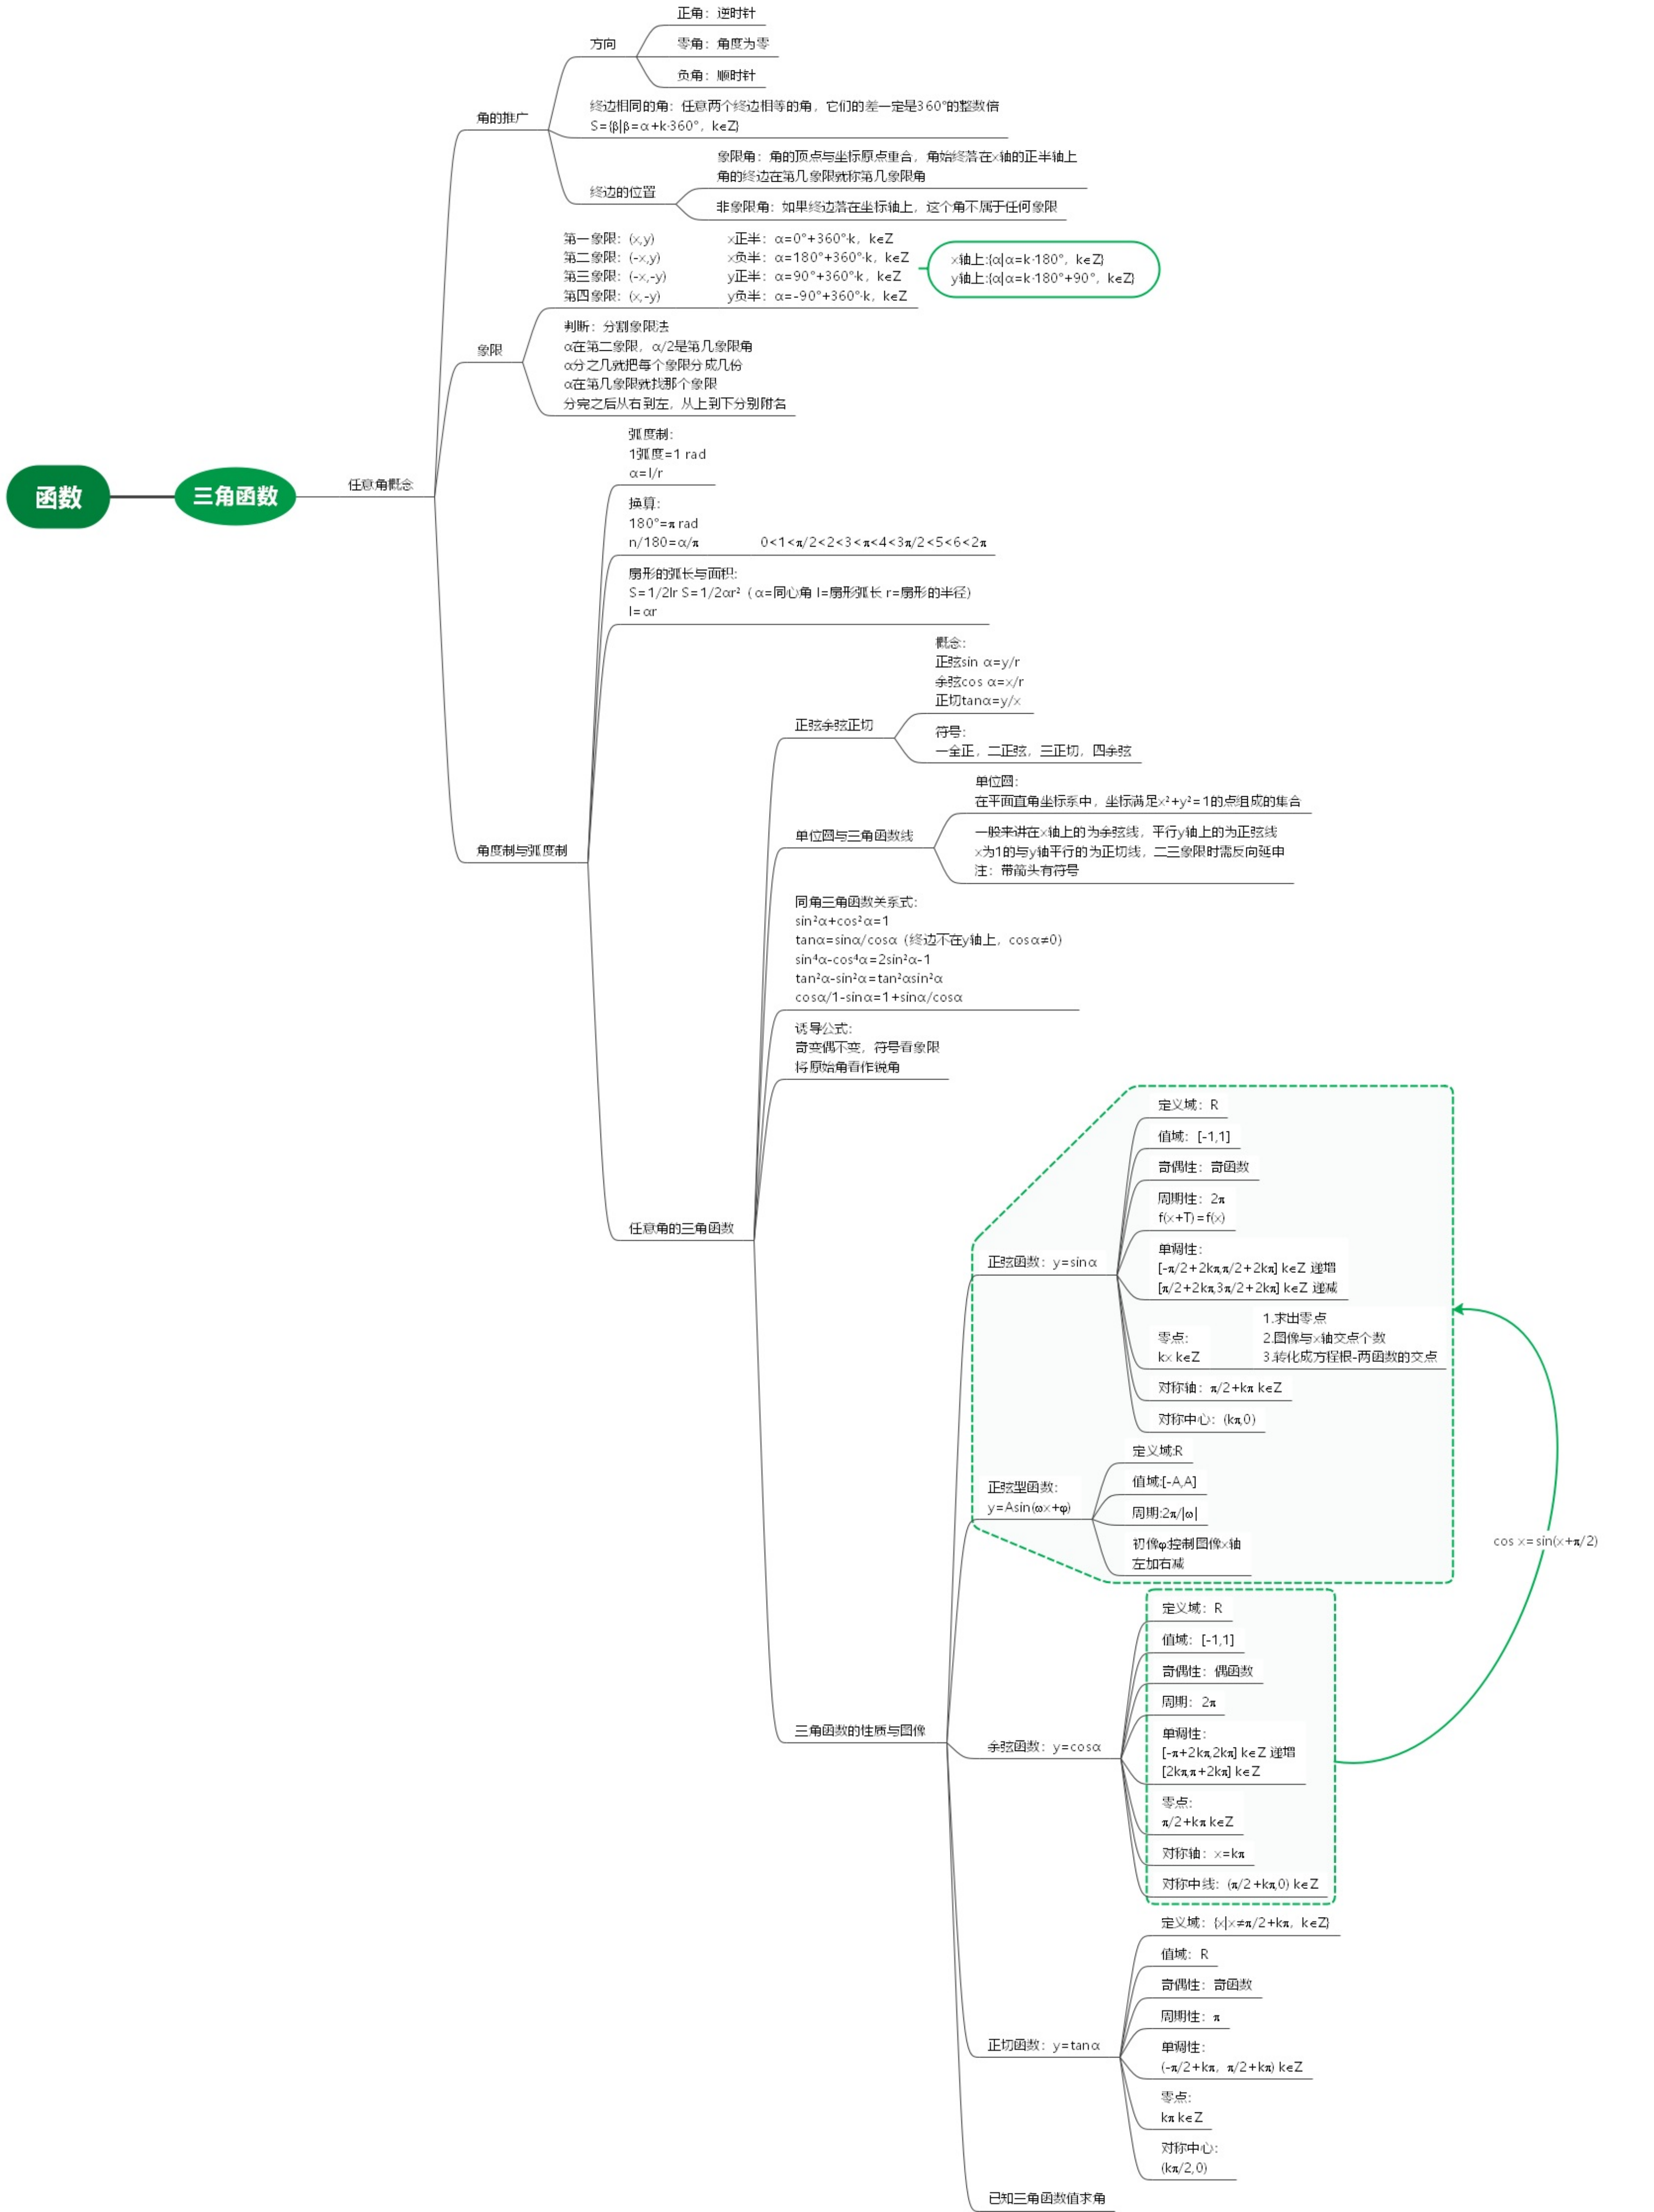 函数
三角函数
任意角概念
角的推广
方向
正角：逆时针
零角：角度为零
负角：顺时针
终边相同的角：任意两个终边相等的角，它们的差一定是360°的整数倍
S={β|β=α+k·360°，k∈Z}
终边的位置
象限角：角的顶点与坐标原点重合，角始终落在x轴的正半轴上
角的终边在第几象限就称第几象限角
非象限角：如果终边落在坐标轴上，这个角不属于任何象限
象限
第一象限：(x,y) x正半：α=0°+360°·k，k∈Z
第二象限：(-x,y) x负半：α=180°+360°·k，k∈Z
第三象限：(-x,-y) y正半：α=90°+360°·k，k∈Z
第四象限：(x,-y) y负半：α=-90°+360°·k，k∈Z
x轴上:{α|α=k·180°，k∈Z}
y轴上:{α|α=k·180°+90°，k∈Z}
判断：分割象限法
α在第二象限，α/2是第几象限角
α分之几就把每个象限分成几份
α在第几象限就找那个象限
分完之后从右到左，从上到下分别附名
角度制与弧度制
弧度制：
1弧度=1 rad
α=l/r
换算：
180°=π rad
n/180=α/π 0<1<π/2<2<3<π<4<3π/2<5<6<2π
扇形的弧长与面积:
S=1/2lr S=1/2αr²（α=同心角 l=扇形弧长 r=扇形的半径)
l=αr
任意角的三角函数
正弦余弦正切
概念：
正弦sin α=y/r
余弦cos α=x/r
正切tanα=y/x
符号：
一全正，二正弦，三正切，四余弦
单位圆与三角函数线
单位圆：
在平面直角坐标系中，坐标满足x²+y²=1的点组成的集合
一般来讲在x轴上的为余弦线，平行y轴上的为正弦线
x为1的与y轴平行的为正切线，二三象限时需反向延申
注：带箭头有符号
同角三角函数关系式：
sin²α+cos²α=1
tanα=sinα/cosα（终边不在y轴上，cosα≠0）
sin⁴α-cos⁴α=2sin²α-1
tan²α-sin²α=tan²αsin²α
cosα/1-sinα=1+sinα/cosα
诱导公式：
奇变偶不变，符号看象限
将原始角看作锐角
三角函数的性质与图像
正弦函数：y=sinα
定义域：R
值域：[-1,1]
奇偶性：奇函数
周期性：2π
f(x+T)=f(x)
单调性：
[-π/2+2kπ,π/2+2kπ] k∈Z 递增
[π/2+2kπ,3π/2+2kπ] k∈Z 递减
零点：
kx k∈Z
1.求出零点
2.图像与x轴交点个数
3.转化成方程根-两函数的交点
对称轴：π/2+kπ k∈Z
对称中心：(kπ,0)
正弦型函数：
y=Asin(ωx+φ)
定义域:R
值域:[-A,A]
周期:2π/|ω|
初像φ:控制图像x轴
左加右减
余弦函数：y=cosα
定义域：R
值域：[-1,1]
奇偶性：偶函数
周期：2π
单调性：
[-π+2kπ,2kπ] k∈Z 递增
[2kπ,π+2kπ] k∈Z
零点：
π/2+kπ k∈Z
对称轴：x=kπ
对称中线：(π/2+kπ,0) k∈Z
cos x=sin(x+π/2)
正切函数：y=tanα
定义域：{x|x≠π/2+kπ，k∈Z}
值域：R
奇偶性：奇函数
周期性：π
单调性：
(-π/2+kπ，π/2+kπ) k∈Z
零点：
kπ k∈Z
对称中心：
(kπ/2,0)
已知三角函数值求角